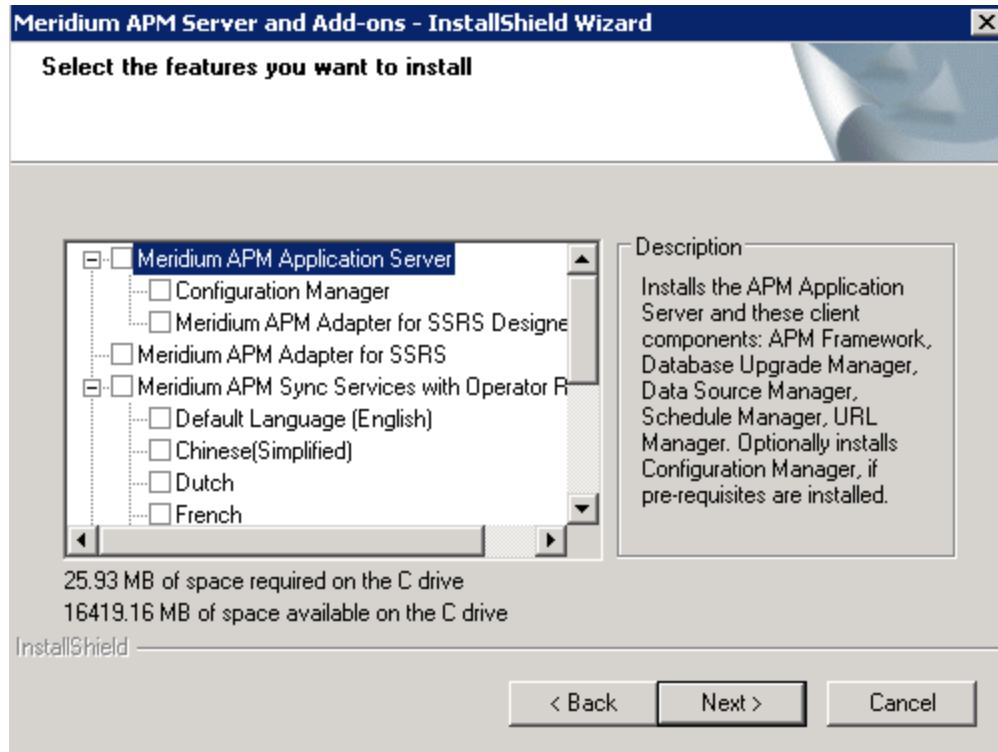 Meridium APM Server and Add-ons - InstallShield Wizard
Select the features you want to install
Meridium APM Application Server
Configuration Manager
Meridium APM Adapter for SSRS Designe
Meridium APM Adapter for SSRS
Meridium APM Sync Services with Operator R
Default Language (English)
Chinese(Simplified)
Dutch
French
Description
Installs the APM Application
Server and these client
components: APM Framework,
Database Upgrade Manager,
Data Source Manager,
Schedule Manager, URL
Manager. Optionally installs
Configuration Manager, if
pre-requisites are installed.
25.93 MB of space required on the C drive
16419.16 MB of space available on the C drive
InstallShield
< Back
Next >
Cancel